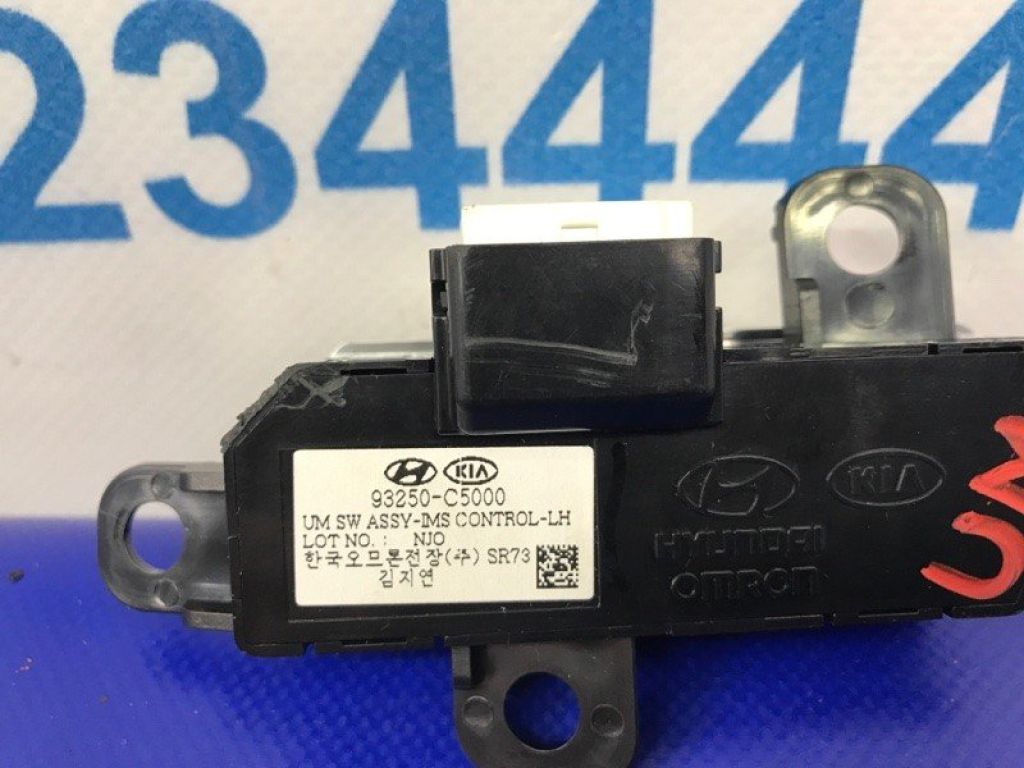 234444
KIA
93250-C5000
UM SW ASSY-IMS CONTROL-LH
LOT NO. : NJO
한국오므론전장(주) SR73
김지연
KIA
HYUNDAI
OMRON